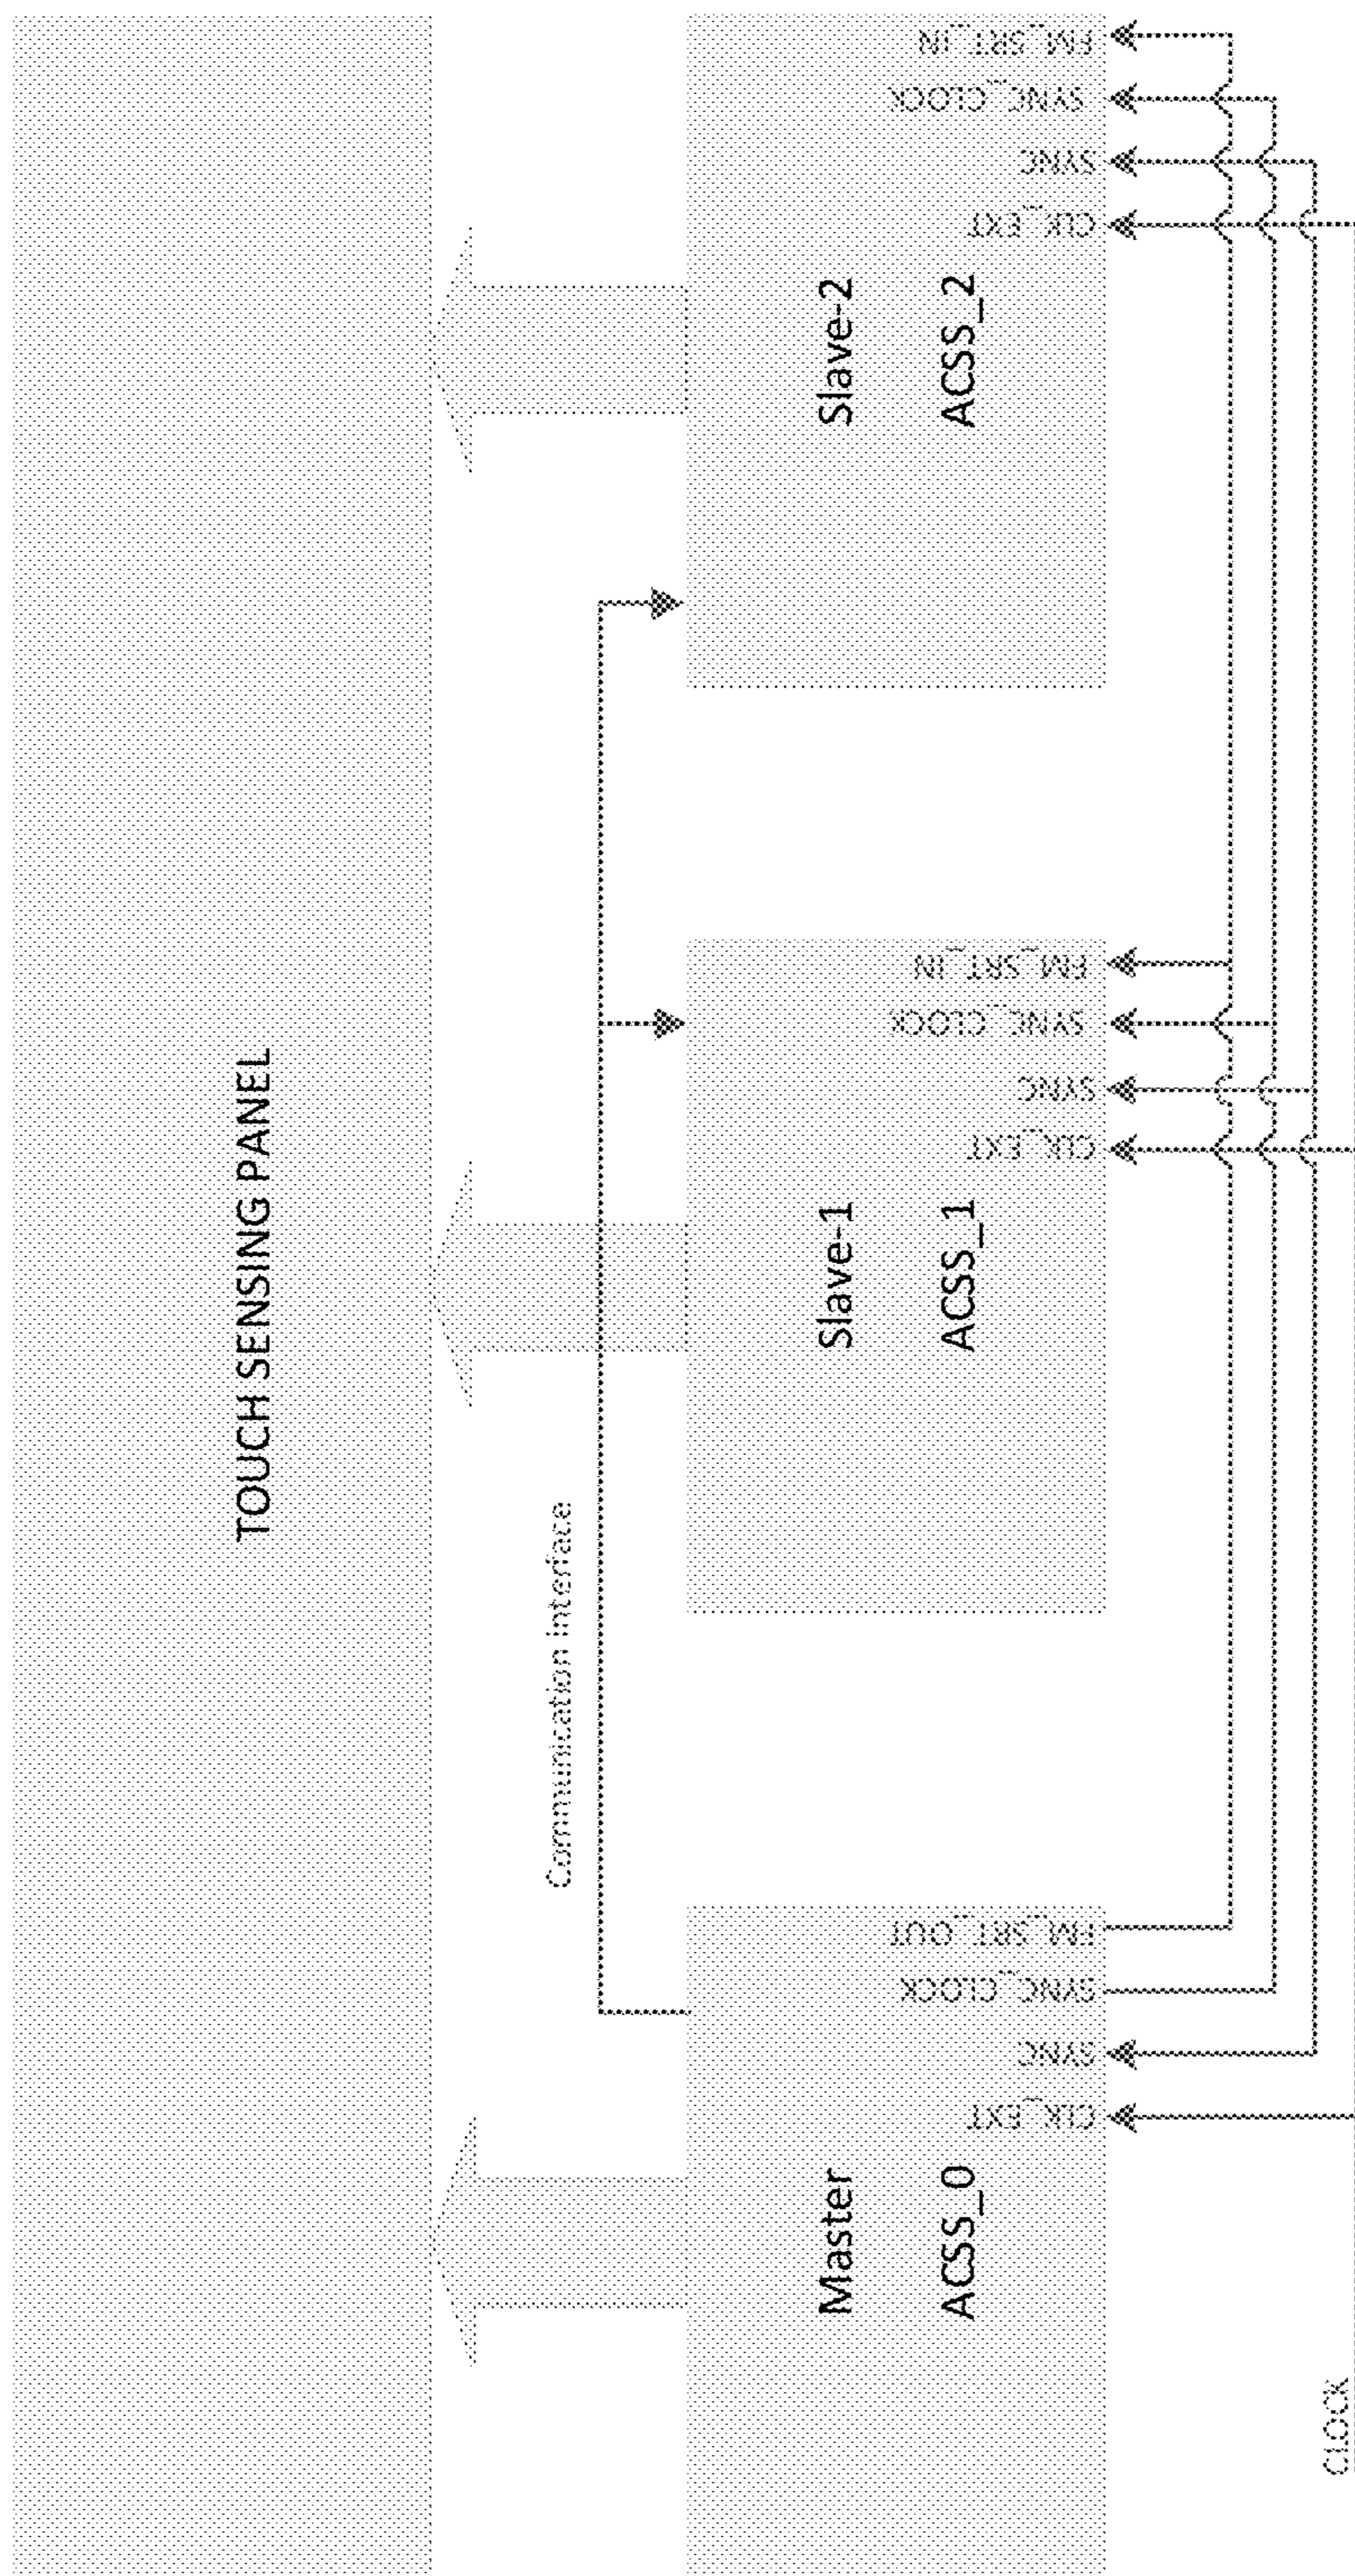 TOUCH SENSING PANEL
Communication Interface
Master
ACSS_0
CLK_EXT
SYNC
SYNC_CLOCK
FM_SRT_OUT
Slave-1
ACSS_1
CLK_EXT
SYNC
SYNC_CLOCK
FM_SRT_IN
Slave-2
ACSS_2
CLK_EXT
SYNC
SYNC_CLOCK
FM_SRT_IN
CLOCK